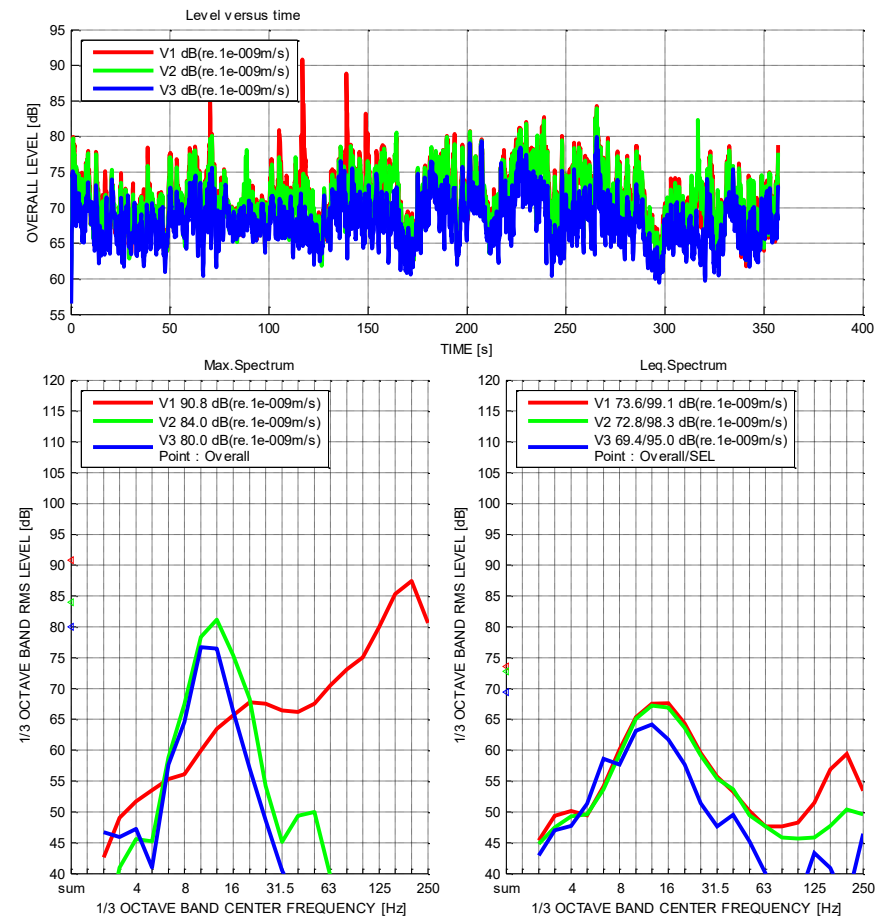 Level versus time
95
90
85
80
75
70
65
60
55
OVERALL LEVEL [dB]
V1 dB(re.1e-009m/s)
V2 dB(re.1e-009m/s)
V3 dB(re.1e-009m/s)
0 50 100 150 200 250 300 350 400
TIME [s]
Max.Spectrum
120
115
110
105
100
95
90
85
80
75
70
65
60
55
50
45
40
1/3 OCTAVE BAND RMS LEVEL [dB]
V1 90.8 dB(re.1e-009m/s)
V2 84.0 dB(re.1e-009m/s)
V3 80.0 dB(re.1e-009m/s)
Point : Overall
sum 4 8 16 31.5 63 125 250
1/3 OCTAVE BAND CENTER FREQUENCY [Hz]
Leq.Spectrum
120
115
110
105
100
95
90
85
80
75
70
65
60
55
50
45
40
1/3 OCTAVE BAND RMS LEVEL [dB]
V1 73.6/99.1 dB(re.1e-009m/s)
V2 72.8/98.3 dB(re.1e-009m/s)
V3 69.4/95.0 dB(re.1e-009m/s)
Point : Overall/SEL
sum 4 8 16 31.5 63 125 250
1/3 OCTAVE BAND CENTER FREQUENCY [Hz]